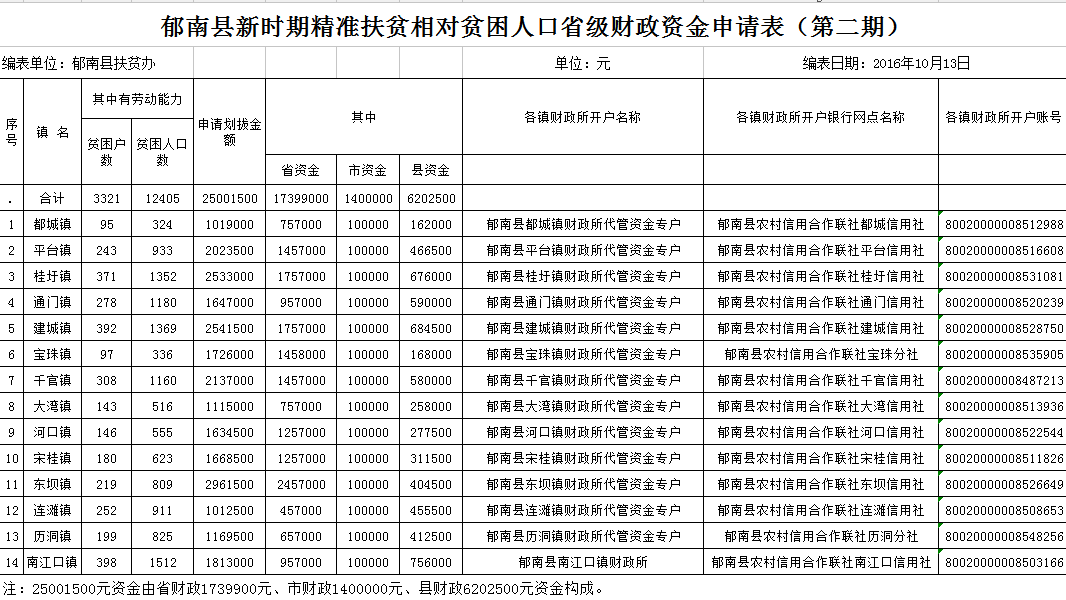 郁南县新时期精准扶贫相对贫困人口省级财政资金申请表（第二期）
编表单位：郁南县扶贫办 单位：元 编表日期：2016年10月13日
序号 镇 名 其中有劳动能力 申请划拨金额 其中 各镇财政所开户名称 各镇财政所开户银行网点名称 各镇财政所开户账号
贫困户数 贫困人口数 省资金 市资金 县资金
. 合计 3321 12405 25001500 17399000 1400000 6202500
1 都城镇 95 324 1019000 757000 100000 162000 郁南县都城镇财政所代管资金专户 郁南县农村信用合作联社都城信用社 80020000008512988
2 平台镇 243 933 2023500 1457000 100000 466500 郁南县平台镇财政所代管资金专户 郁南县农村信用合作联社平台信用社 80020000008516608
3 桂圩镇 371 1352 2533000 1757000 100000 676000 郁南县桂圩镇财政所代管资金专户 郁南县农村信用合作联社桂圩信用社 80020000008531081
4 通门镇 278 1180 1647000 957000 100000 590000 郁南县通门镇财政所代管资金专户 郁南县农村信用合作联社通门信用社 80020000008520239
5 建城镇 392 1369 2541500 1757000 100000 684500 郁南县建城镇财政所代管资金专户 郁南县农村信用合作联社建城信用社 80020000008528750
6 宝珠镇 97 336 1726000 1458000 100000 168000 郁南县宝珠镇财政所代管资金专户 郁南县农村信用合作联社宝珠分社 80020000008535905
7 千官镇 308 1160 2137000 1457000 100000 580000 郁南县千官镇财政所代管资金专户 郁南县农村信用合作联社千官信用社 80020000008487213
8 大湾镇 143 516 1115000 757000 100000 258000 郁南县大湾镇财政所代管资金专户 郁南县农村信用合作联社大湾信用社 80020000008513936
9 河口镇 146 555 1634500 1257000 100000 277500 郁南县河口镇财政所代管资金专户 郁南县农村信用合作联社河口信用社 80020000008522544
10 宋桂镇 180 623 1668500 1257000 100000 311500 郁南县宋桂镇财政所代管资金专户 郁南县农村信用合作联社宋桂信用社 80020000008511826
11 东坝镇 219 809 2961500 2457000 100000 404500 郁南县东坝镇财政所代管资金专户 郁南县农村信用合作联社东坝信用社 80020000008526649
12 连滩镇 252 911 1012500 457000 100000 455500 郁南县连滩镇财政所代管资金专户 郁南县农村信用合作联社连滩信用社 80020000008508653
13 历洞镇 199 825 1169500 657000 100000 412500 郁南县历洞镇财政所代管资金专户 郁南县农村信用合作联社历洞分社 80020000008548256
14 南江口镇 398 1512 1813000 957000 100000 756000 郁南县南江口镇财政所 郁南县农村信用合作联社南江口信用社 80020000008503166
注：25001500元资金由省财政1739900元、市财政1400000元、县财政6202500元资金构成。